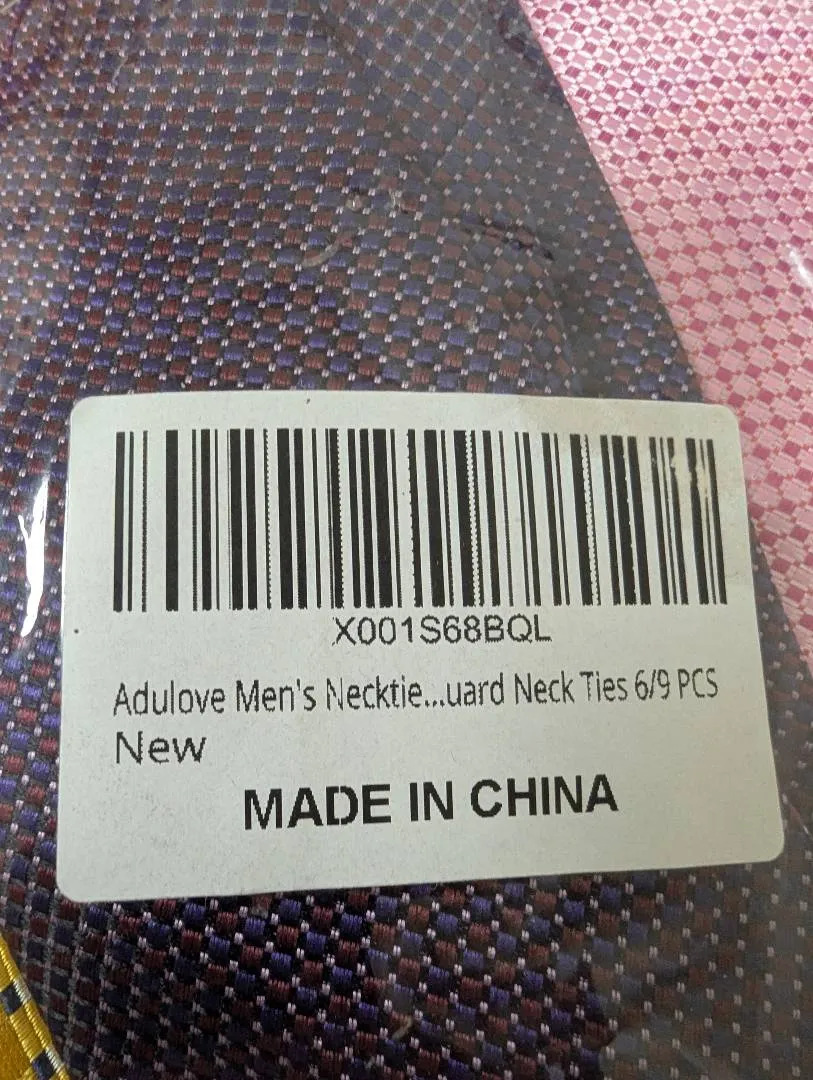 X001S68BQL
Adulove Men's Necktie...uard Neck Ties 6/9 PCS
New
MADE IN CHINA